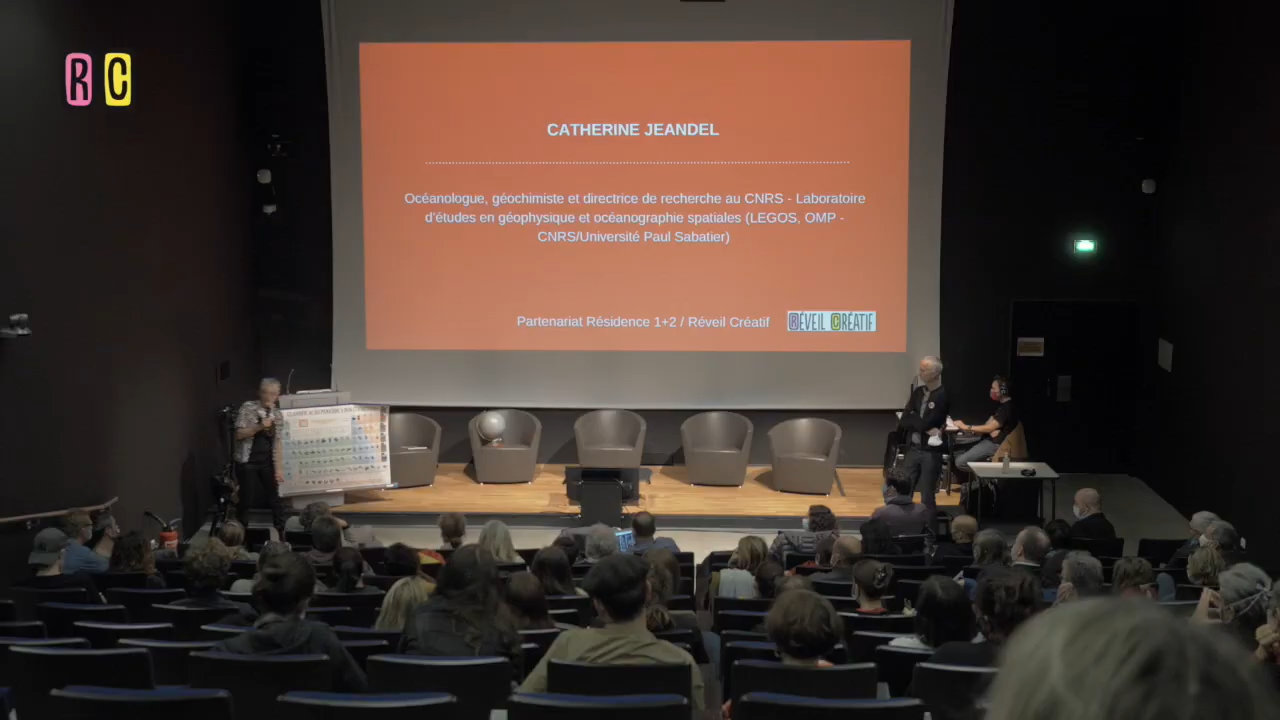 R C
CATHERINE JEANDEL
Océanologue, géochimiste et directrice de recherche au CNRS - Laboratoire
d'études en géophysique et océanographie spatiales (LEGOS, OMP -
CNRS/Université Paul Sabatier)
Partenariat Résidence 1+2 / Réveil Créatif
RÉVEIL CRÉATIF